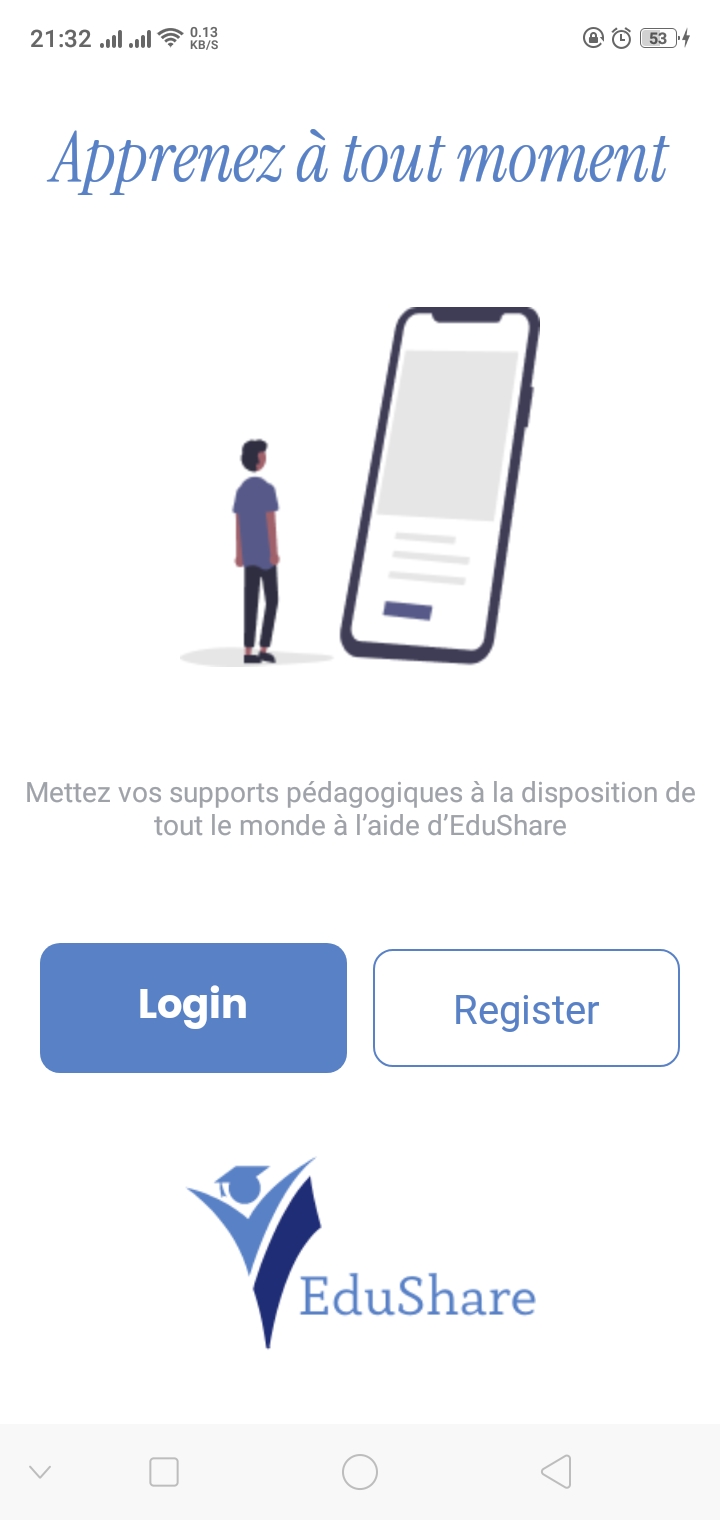 21:32
0.13
KB/S
53
Apprenez à tout moment
Mettez vos supports pédagogiques à la disposition de
tout le monde à l’aide d’EduShare
Login
Register
EduShare